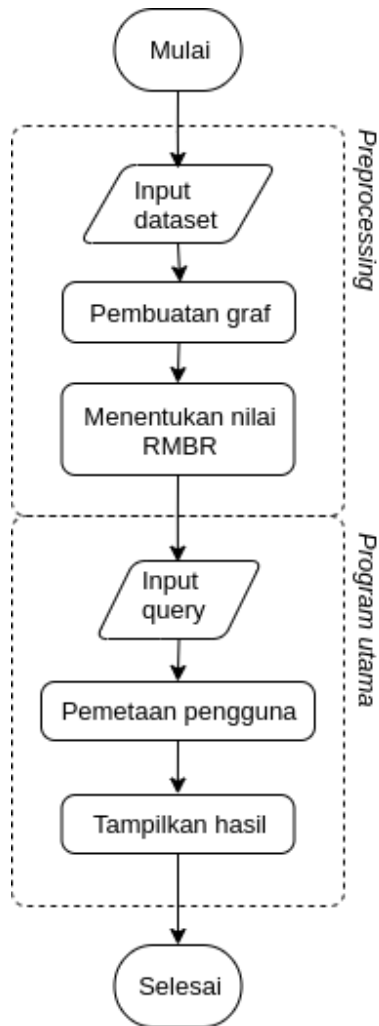 Mulai
Preprocessing
Input
dataset
Pembuatan graf
Menentukan nilai
RMBR
Program utama
Input
query
Pemetaan pengguna
Tampilkan hasil
Selesai